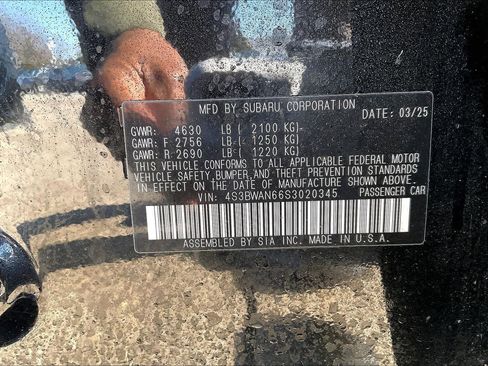 MFD BY SUBARU CORPORATION DATE: 03/25
GVWR: 4630 LB ( 2100 KG)
GAWR: F 2756 LB ( 1250 KG)
GAWR: R 2690 LB ( 1220 KG)
THIS VEHICLE CONFORMS TO ALL APPLICABLE FEDERAL MOTOR
VEHICLE SAFETY, BUMPER, AND THEFT PREVENTION STANDARDS
IN EFFECT ON THE DATE OF MANUFACTURE SHOWN ABOVE.
VIN: 4S3BWAN66S3020345 PASSENGER CAR
ASSEMBLED BY SIA INC. MADE IN U.S.A.